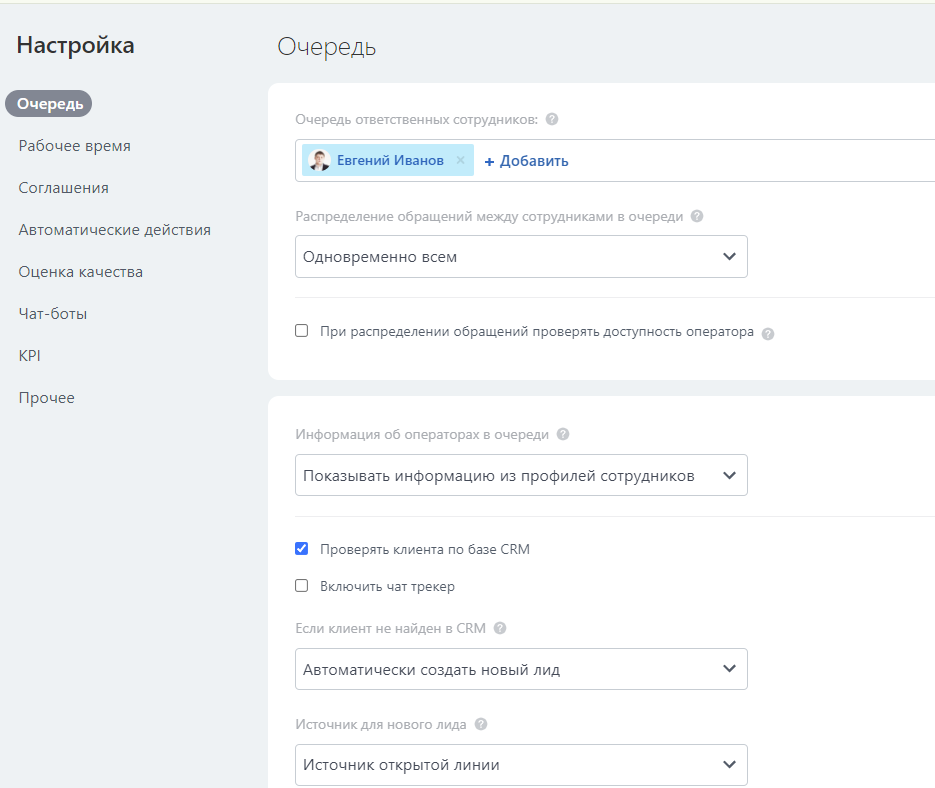 Настройка
Очередь
Рабочее время
Соглашения
Автоматические действия
Оценка качества
Чат-боты
KPI
Прочее
Очередь
Очередь ответственных сотрудников: ?
Евгений Иванов × + Добавить
Распределение обращений между сотрудниками в очереди ?
Одновременно всем
При распределении обращений проверять доступность оператора ?
Информация об операторах в очереди ?
Показывать информацию из профилей сотрудников
Проверять клиента по базе CRM
Включить чат трекер
Если клиент не найден в CRM ?
Автоматически создать новый лид
Источник для нового лида ?
Источник открытой линии